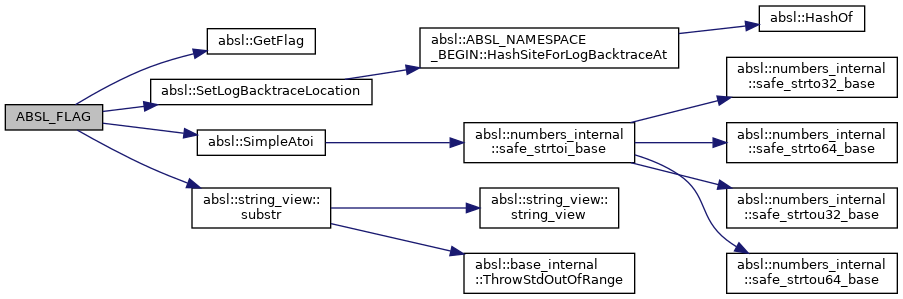 ABSL_FLAG
absl::GetFlag
absl::SetLogBacktraceLocation
absl::ABSL_NAMESPACE
_BEGIN::HashSiteForLogBacktraceAt
absl::HashOf
absl::SimpleAtoi
absl::numbers_internal
::safe_strtoi_base
absl::numbers_internal
::safe_strto32_base
absl::numbers_internal
::safe_strto64_base
absl::numbers_internal
::safe_strtou32_base
absl::numbers_internal
::safe_strtou64_base
absl::string_view::
substr
absl::string_view::
string_view
absl::base_internal
::ThrowStdOutOfRange